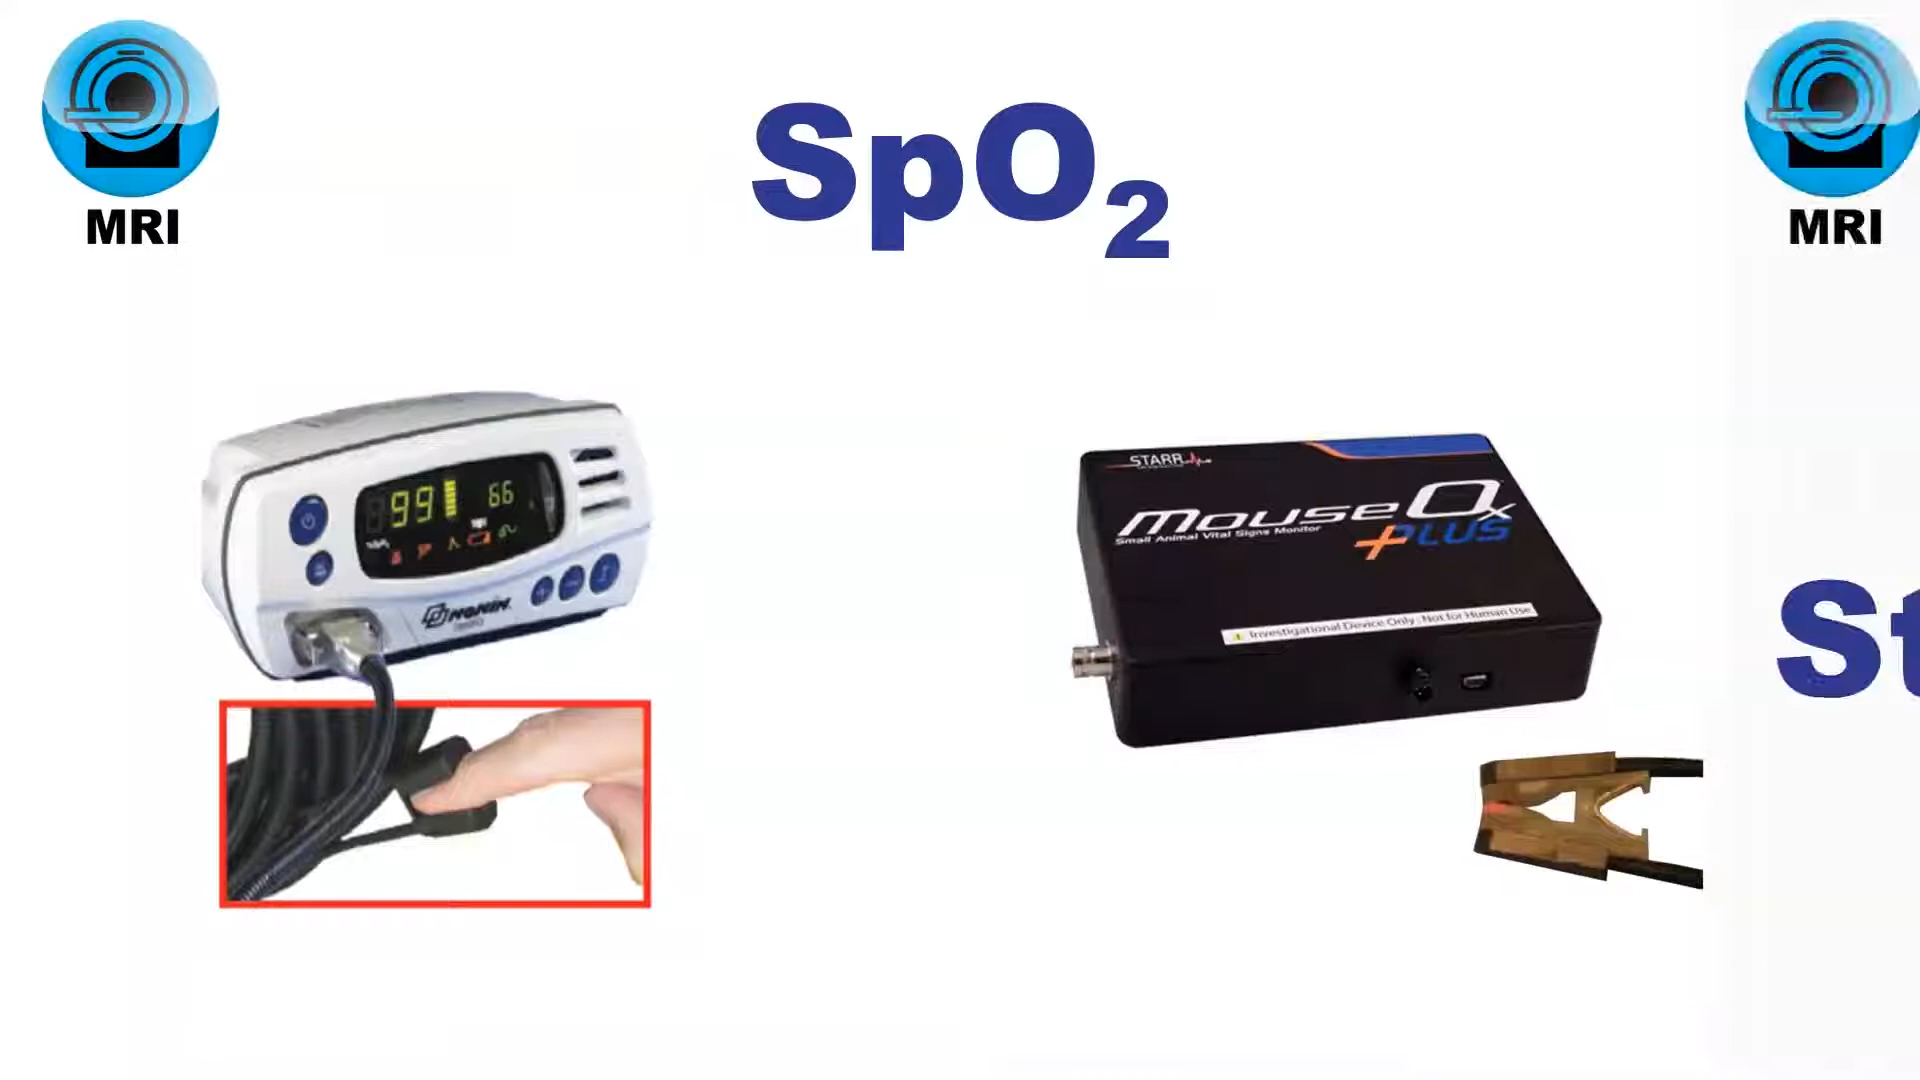 SpO₂
MRI
MRI
99 66
%SpO₂
NONIN
STARR
MouseOx
PLUS
Small Animal Vital Signs Monitor
Investigational Device Only : Not for Human Use
St